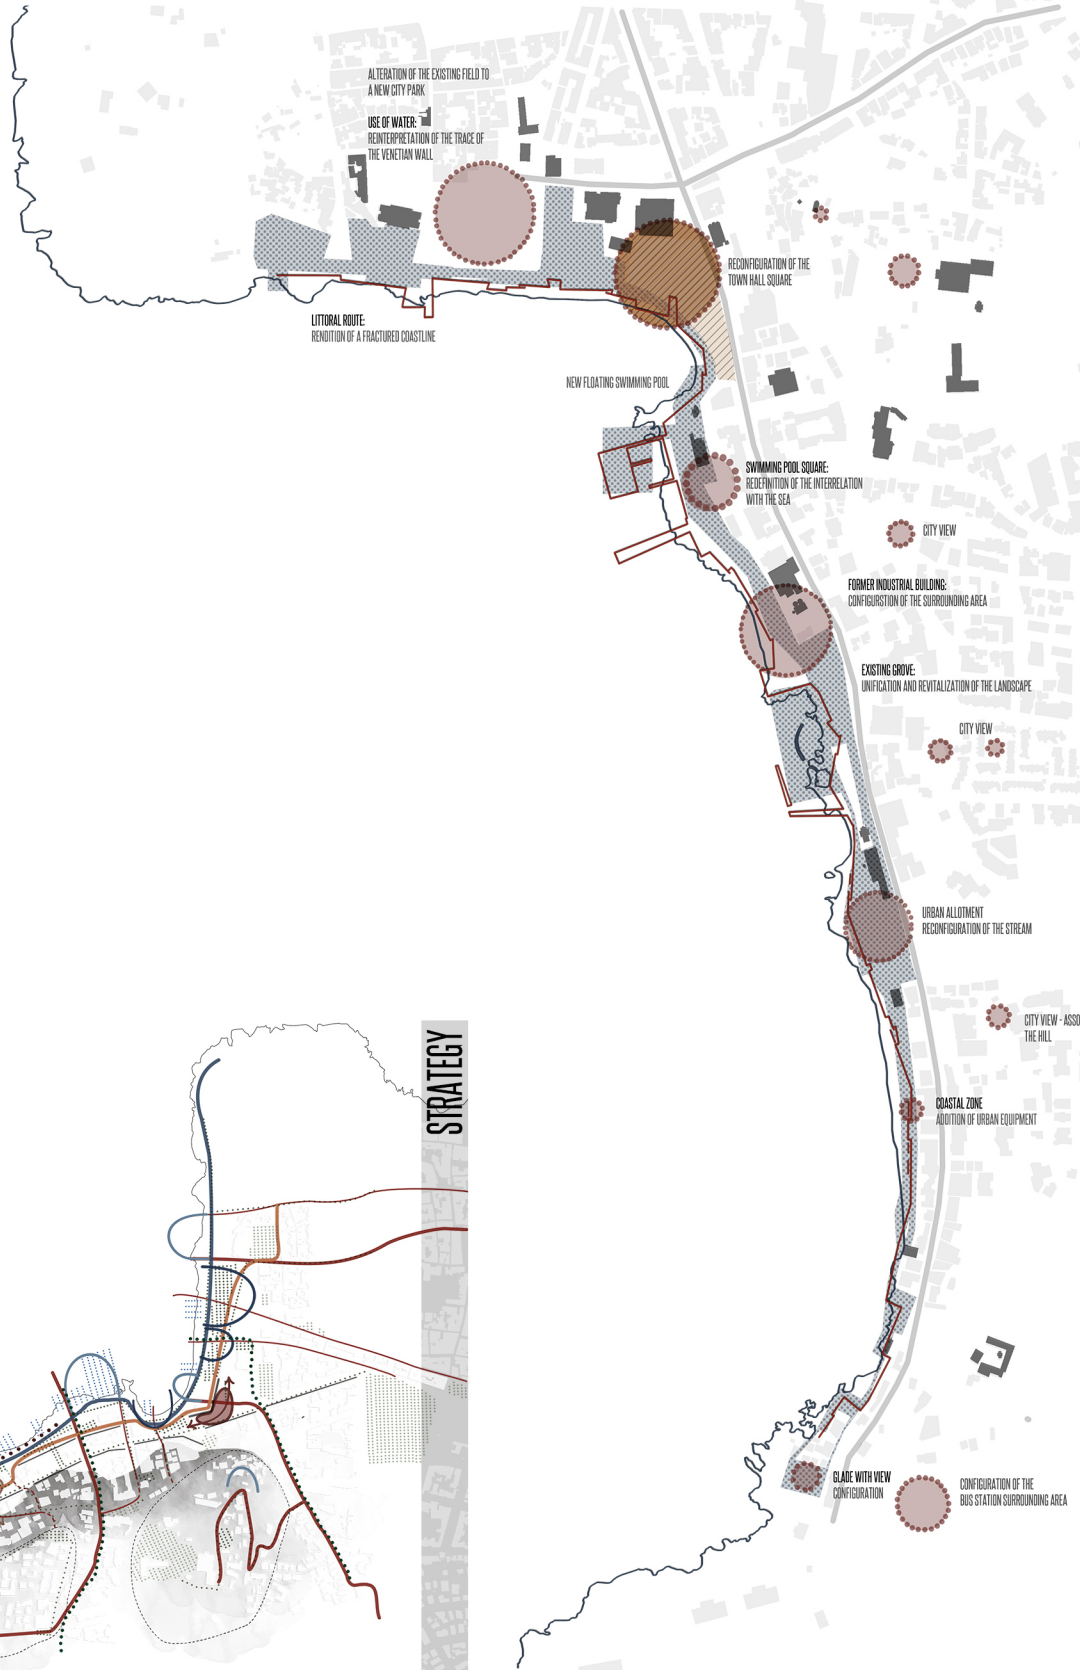 ALTERATION OF THE EXISTING FIELD TO
A NEW CITY PARK
USE OF WATER:
REINTERPRETATION OF THE TRACE OF
THE VENETIAN WALL
RECONFIGURATION OF THE
TOWN HALL SQUARE
LITTORAL ROUTE:
RENDITION OF A FRACTURED COASTLINE
NEW FLOATING SWIMMING POOL
SWIMMING POOL SQUARE:
REDEFINITION OF THE INTERRELATION
WITH THE SEA
CITY VIEW
FORMER INDUSTRIAL BUILDING:
CONFIGURSTION OF THE SURROUNDING AREA
EXISTING GROVE:
UNIFICATION AND REVITALIZATION OF THE LANDSCAPE
CITY VIEW
URBAN ALLOTMENT
RECONFIGURATION OF THE STREAM
CITY VIEW - ASSO
THE HILL
STRATEGY
COASTAL ZONE
ADDITION OF URBAN EQUIPMENT
GLADE WITH VIEW
CONFIGURATION
CONFIGURATION OF THE
BUS STATION SURROUNDING AREA